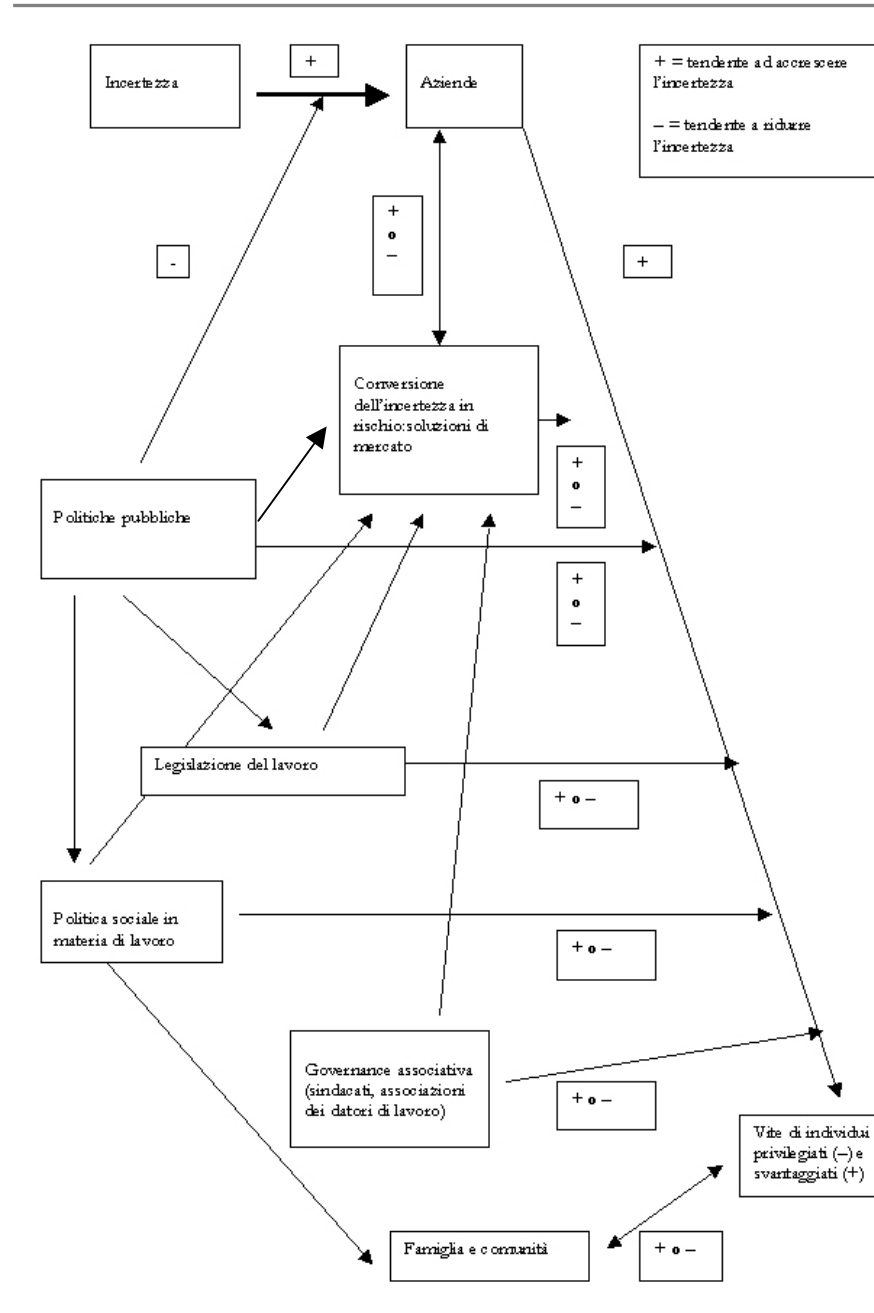 Incertezza
+
Aziende
+ = tendente ad accrescere
l'incertezza
– = tendente a ridurre
l'incertezza
+
o
–
-
+
Conversione
dell'incertezza in
rischio:soluzioni di
mercato
+
o
–
Politiche pubbliche
+
o
–
Legislazione del lavoro
+ o –
Politica sociale in
materia di lavoro
+ o –
Governance associativa
(sindacati, associazioni
dei datori di lavoro)
+ o –
Vite di individui
privilegiati (–) e
svantaggiati (+)
Famiglia e comunità
+ o –